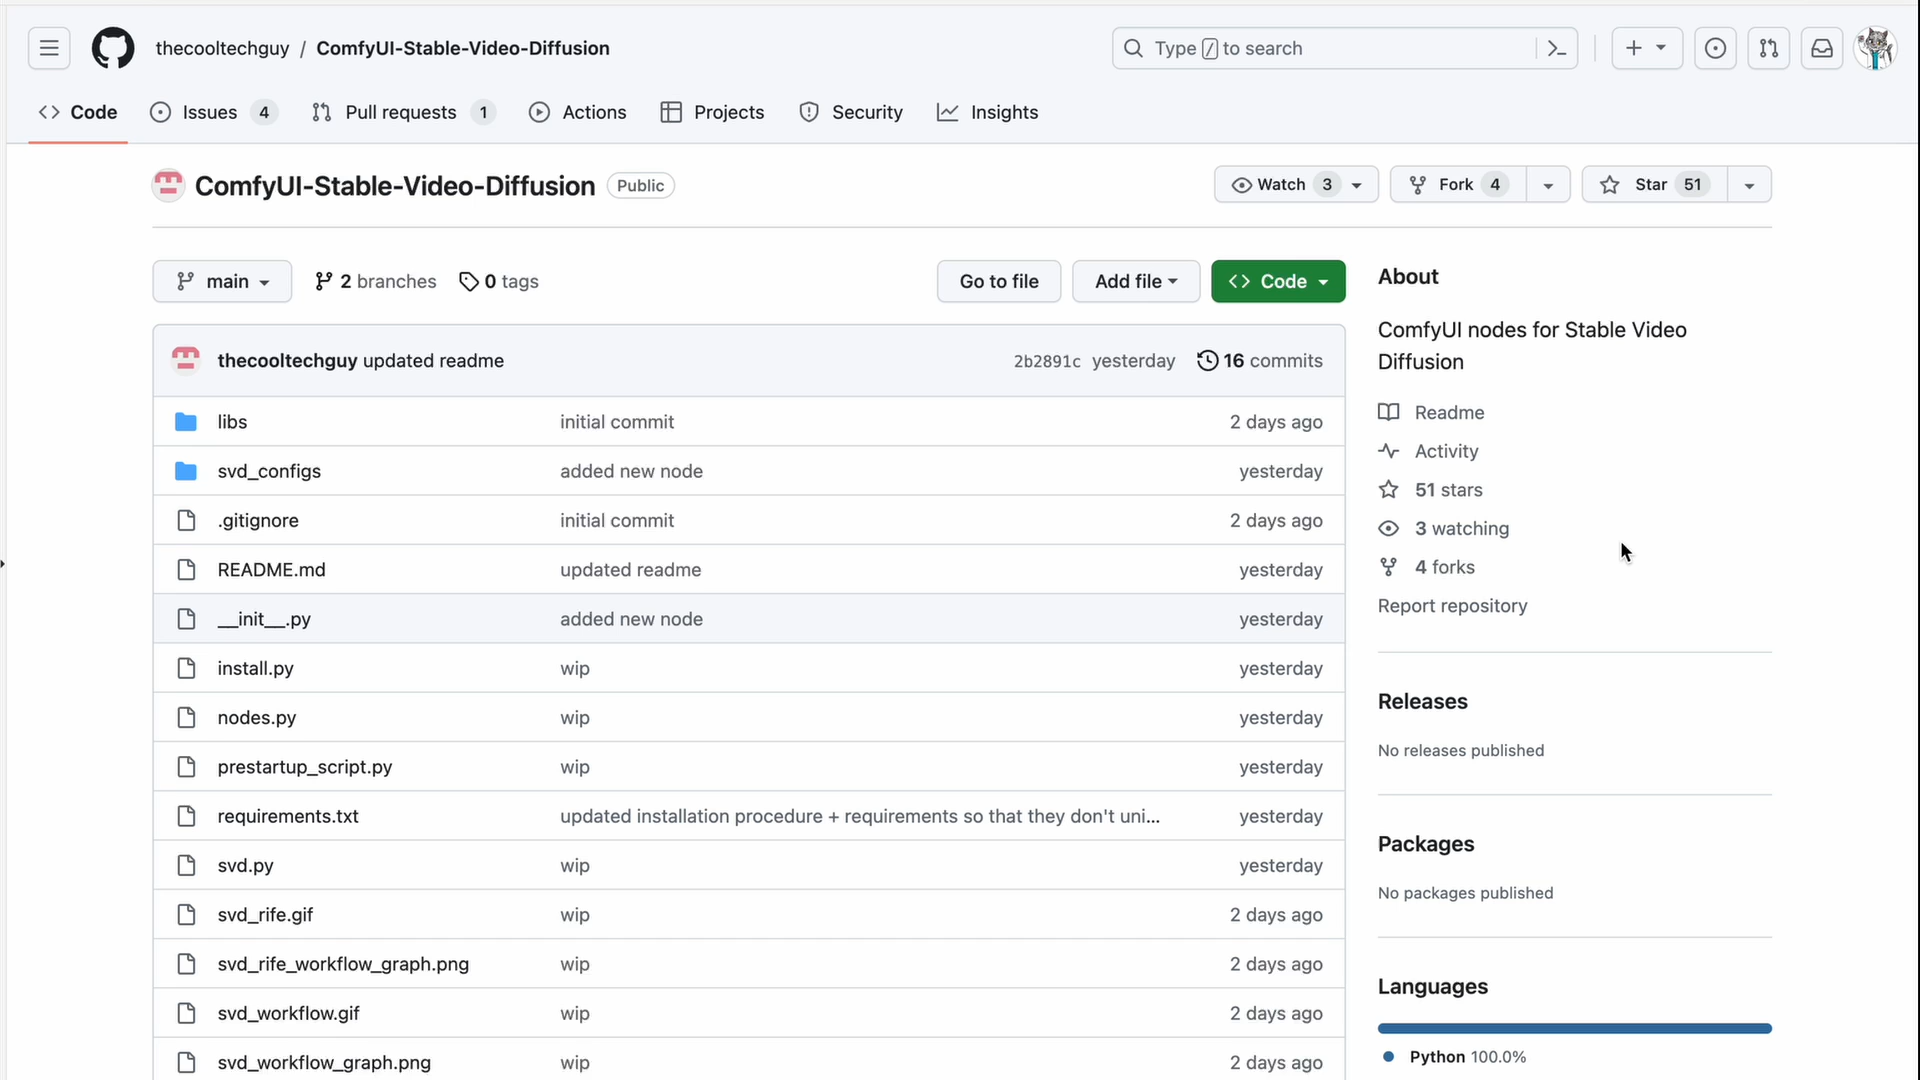 thecooltechguy / ComfyUI-Stable-Video-Diffusion
Type / to search
Code
Issues 4
Pull requests 1
Actions
Projects
Security
Insights
ComfyUI-Stable-Video-Diffusion Public
Watch 3
Fork 4
Star 51
main
2 branches
0 tags
Go to file
Add file
Code
thecooltechguy updated readme 2b2891c yesterday 16 commits
libs initial commit 2 days ago
svd_configs added new node yesterday
.gitignore initial commit 2 days ago
README.md updated readme yesterday
__init__.py added new node yesterday
install.py wip yesterday
nodes.py wip yesterday
prestartup_script.py wip yesterday
requirements.txt updated installation procedure + requirements so that they don't uni... yesterday
svd.py wip yesterday
svd_rife.gif wip 2 days ago
svd_rife_workflow_graph.png wip 2 days ago
svd_workflow.gif wip 2 days ago
svd_workflow_graph.png wip 2 days ago
About
ComfyUI nodes for Stable Video
Diffusion
Readme
Activity
51 stars
3 watching
4 forks
Report repository
Releases
No releases published
Packages
No packages published
Languages
Python 100.0%